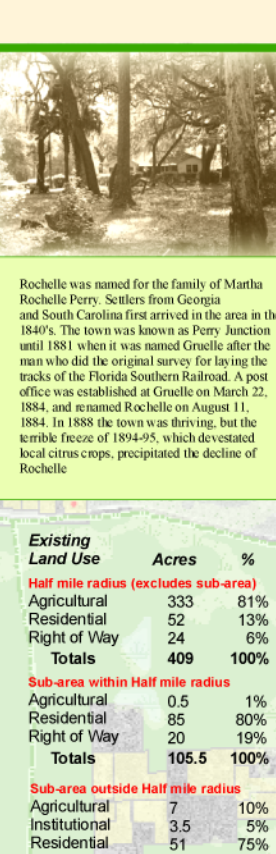 Rochelle was named for the family of Martha
Rochelle Perry. Settlers from Georgia
and South Carolina first arrived in the area in the
1840's. The town was known as Perry Junction
until 1881 when it was named Gruelle after the
man who did the original survey for laying the
tracks of the Florida Southern Railroad. A post
office was established at Gruelle on March 22,
1884, and renamed Rochelle on August 11,
1884. In 1888 the town was thriving, but the
terrible freeze of 1894-95, which devestated
local citrus crops, precipitated the decline of
Rochelle
Existing
Land Use Acres %
Half mile radius (excludes sub-area)
Agricultural 333 81%
Residential 52 13%
Right of Way 24 6%
Totals 409 100%
Sub-area within Half mile radius
Agricultural 0.5 1%
Residential 85 80%
Right of Way 20 19%
Totals 105.5 100%
Sub-area outside Half mile radius
Agricultural 7 10%
Institutional 3.5 5%
Residential 51 75%